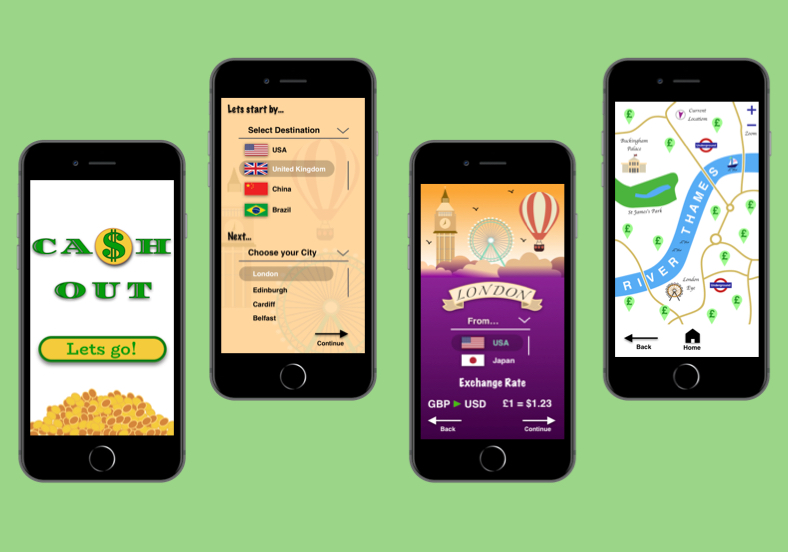 CA$H
OUT
Lets go!
Lets start by...
Select Destination
USA
United Kingdom
China
Brazil
Next...
Choose your City
London
Edinburgh
Cardiff
Belfast
Continue
LONDON
From...
USA
Japan
Exchange Rate
GBP USD £1 = $1.23
Back Continue
Current
Location
+
−
Zoom
£
£
£
Buckingham
Palace
Underground
St James's Park
RIVER THAMES
£
£
£
£
£
London
Eye
Underground
£
£
£
£
Back Home